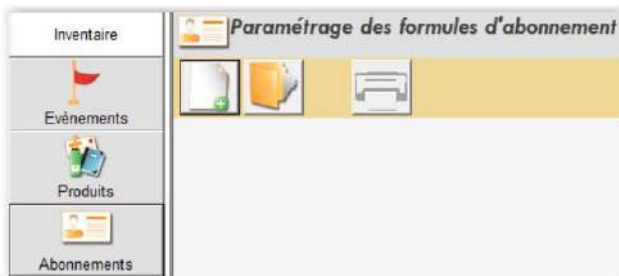 Inventaire
Paramétrage des formules d'abonnement
Evènements
Produits
Abonnements